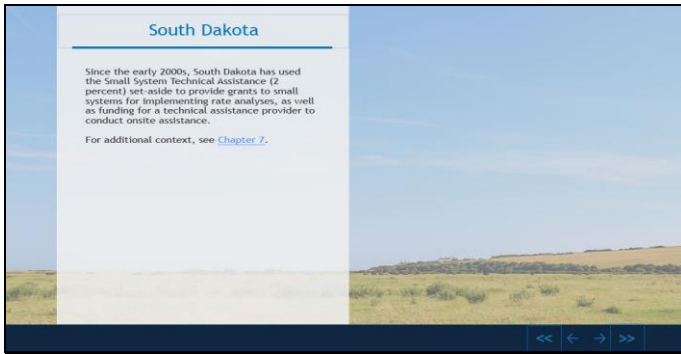 South Dakota
Since the early 2000s, South Dakota has used
the Small System Technical Assistance (2
percent) set-aside to provide grants to small
systems for implementing rate analyses, as well
as funding for a technical assistance provider to
conduct onsite assistance.
For additional context, see Chapter 7.
<< ← → >>